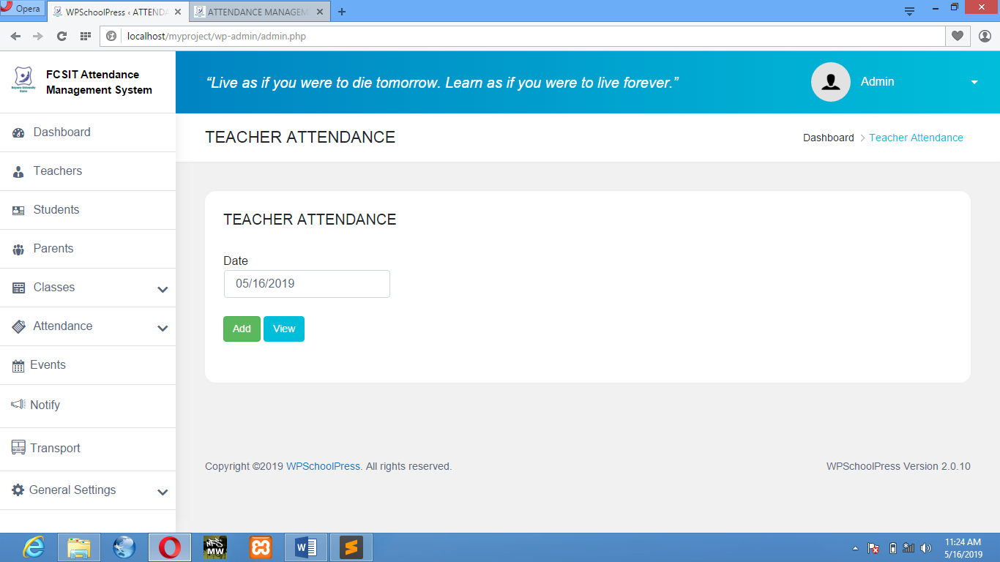 Opera
WPSchoolPress ‹ ATTENDA
ATTENDANCE MANAGEM
localhost/myproject/wp-admin/admin.php
FCSIT Attendance
Management System
“Live as if you were to die tomorrow. Learn as if you were to live forever.”
Admin
TEACHER ATTENDANCE
Dashboard > Teacher Attendance
Dashboard
Teachers
Students
Parents
Classes
Attendance
Events
Notify
Transport
General Settings
TEACHER ATTENDANCE
Date
05/16/2019
Add View
Copyright ©2019 WPSchoolPress. All rights reserved.
WPSchoolPress Version 2.0.10
NFS
MW
11:24 AM
5/16/2019